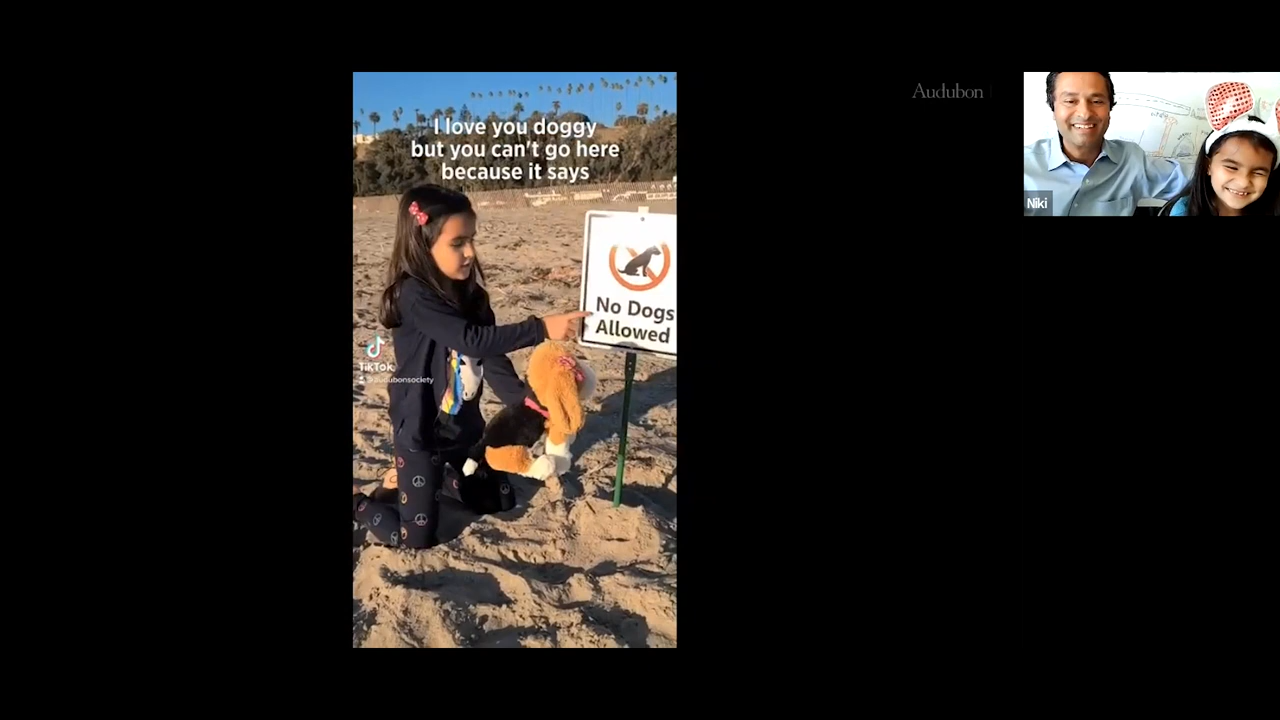 I love you doggy
but you can't go here
because it says
No Dogs
Allowed
TikTok
@audubonsociety
Audubon
Niki